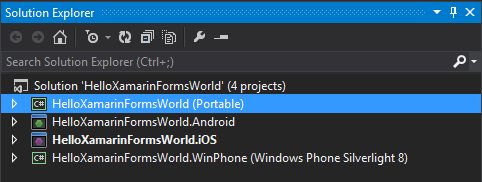 Solution Explorer
Search Solution Explorer (Ctrl+;)
Solution 'HelloXamarinFormsWorld' (4 projects)
C# HelloXamarinFormsWorld (Portable)
HelloXamarinFormsWorld.Android
HelloXamarinFormsWorld.iOS
C# HelloXamarinFormsWorld.WinPhone (Windows Phone Silverlight 8)